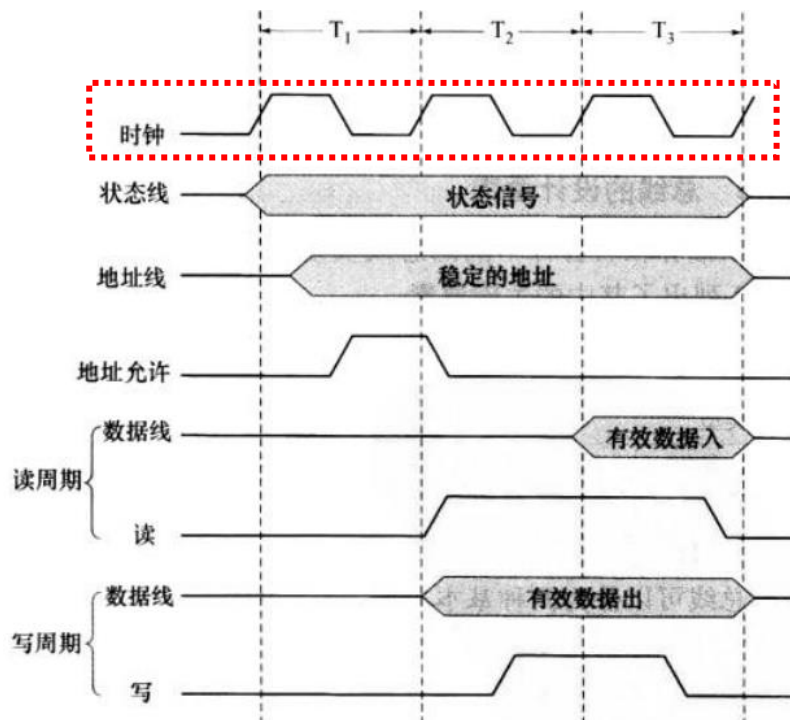 T₁ T₂ T₃
时钟
状态线 状态信号
地址线 稳定的地址
地址允许
数据线 有效数据入
读周期
读
数据线 有效数据出
写周期
写